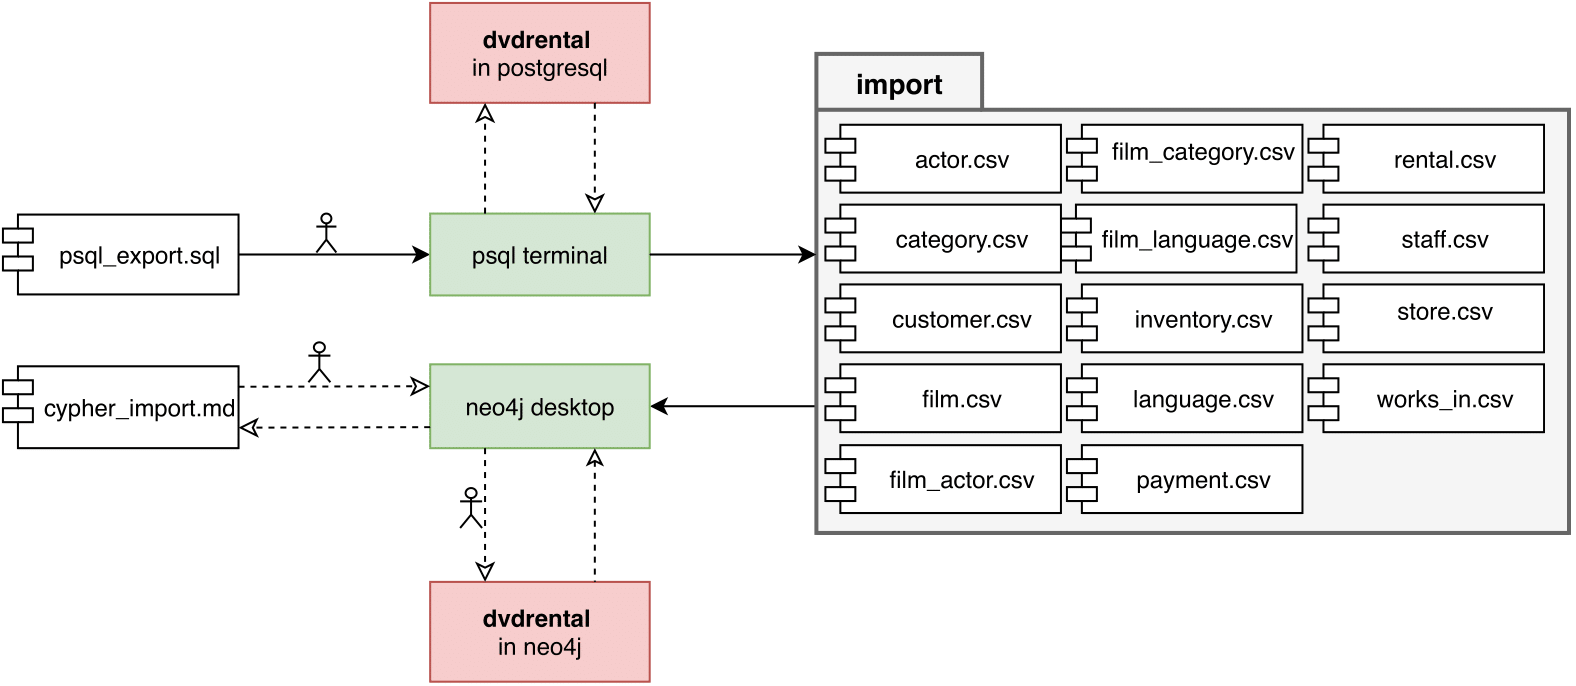 dvdrental
in postgresql
psql_export.sql
psql terminal
cypher_import.md
neo4j desktop
dvdrental
in neo4j
import
actor.csv
film_category.csv
rental.csv
category.csv
film_language.csv
staff.csv
customer.csv
inventory.csv
store.csv
film.csv
language.csv
works_in.csv
film_actor.csv
payment.csv